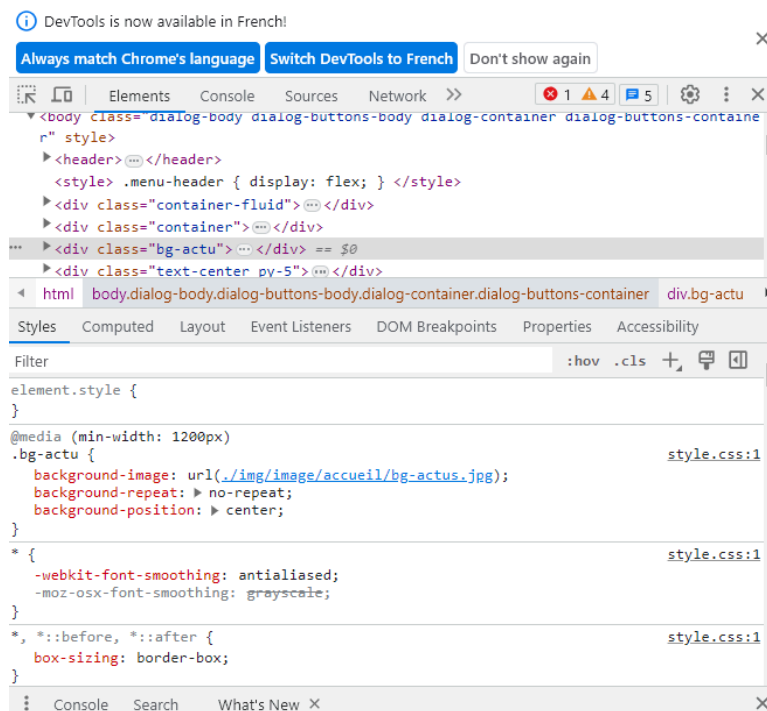 DevTools is now available in French!
Always match Chrome's language Switch DevTools to French Don't show again
Elements Console Sources Network 1 4 5
<body class="dialog-body dialog-buttons-body dialog-container dialog-buttons-containe
r" style>
<header>…</header>
<style> .menu-header { display: flex; } </style>
<div class="container-fluid">…</div>
<div class="container">…</div>
… <div class="bg-actu">…</div> == $0
<div class="text-center py-5">…</div>
html body.dialog-body.dialog-buttons-body.dialog-container.dialog-buttons-container div.bg-actu
Styles Computed Layout Event Listeners DOM Breakpoints Properties Accessibility
Filter :hov .cls
element.style {
}
@media (min-width: 1200px)
.bg-actu { style.css:1
background-image: url(./img/image/accueil/bg-actus.jpg);
background-repeat: no-repeat;
background-position: center;
}
* { style.css:1
-webkit-font-smoothing: antialiased;
-moz-osx-font-smoothing: grayscale;
}
*, *::before, *::after { style.css:1
box-sizing: border-box;
}
Console Search What's New